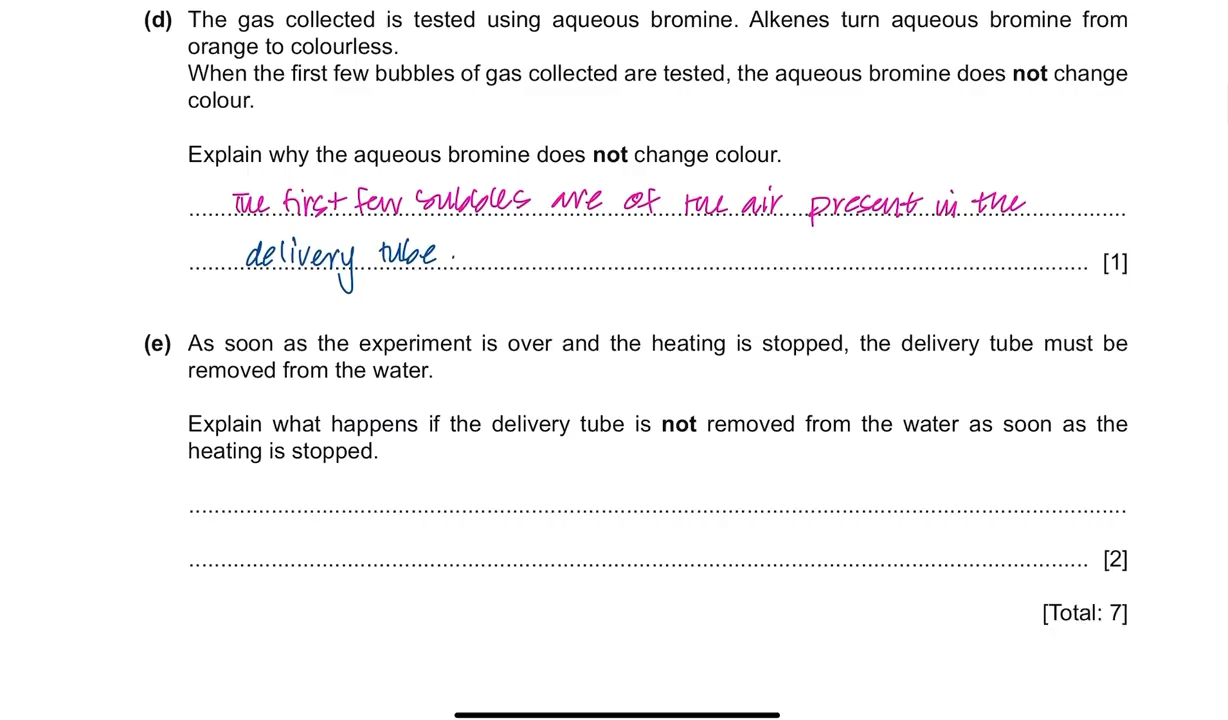 (d) The gas collected is tested using aqueous bromine. Alkenes turn aqueous bromine from
orange to colourless.
When the first few bubbles of gas collected are tested, the aqueous bromine does not change
colour.
Explain why the aqueous bromine does not change colour.
The first few bubbles are of the air present in the
delivery tube. [1]
(e) As soon as the experiment is over and the heating is stopped, the delivery tube must be
removed from the water.
Explain what happens if the delivery tube is not removed from the water as soon as the
heating is stopped.
[2]
[Total: 7]